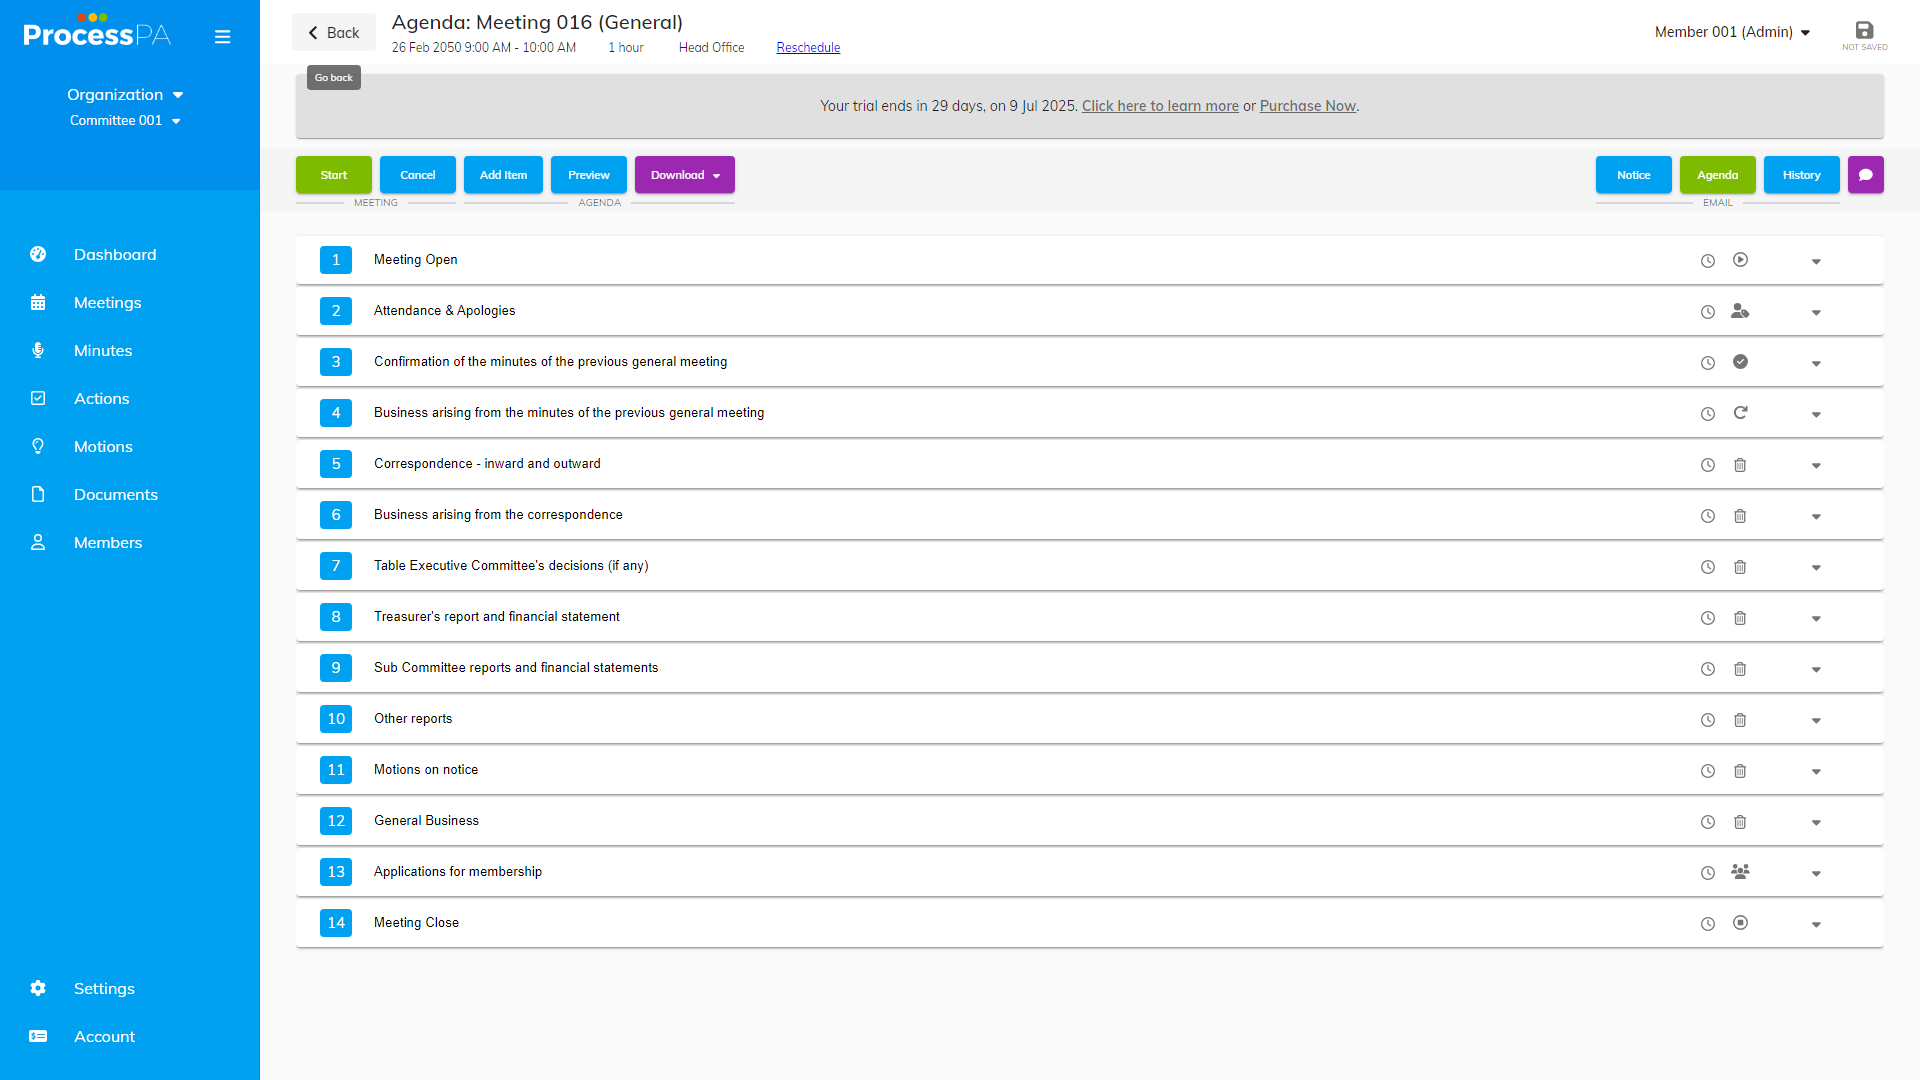 ProcessPA
Organization
Committee 001
Dashboard
Meetings
Minutes
Actions
Motions
Documents
Members
Settings
Account
Back
Go back
Agenda: Meeting 016 (General)
26 Feb 2050 9:00 AM - 10:00 AM 1 hour Head Office Reschedule
Member 001 (Admin)
NOT SAVED
Your trial ends in 29 days, on 9 Jul 2025. Click here to learn more or Purchase Now.
Start Cancel Add Item Preview Download
MEETING AGENDA
Notice Agenda History
EMAIL
1 Meeting Open
2 Attendance & Apologies
3 Confirmation of the minutes of the previous general meeting
4 Business arising from the minutes of the previous general meeting
5 Correspondence - inward and outward
6 Business arising from the correspondence
7 Table Executive Committee's decisions (if any)
8 Treasurer's report and financial statement
9 Sub Committee reports and financial statements
10 Other reports
11 Motions on notice
12 General Business
13 Applications for membership
14 Meeting Close